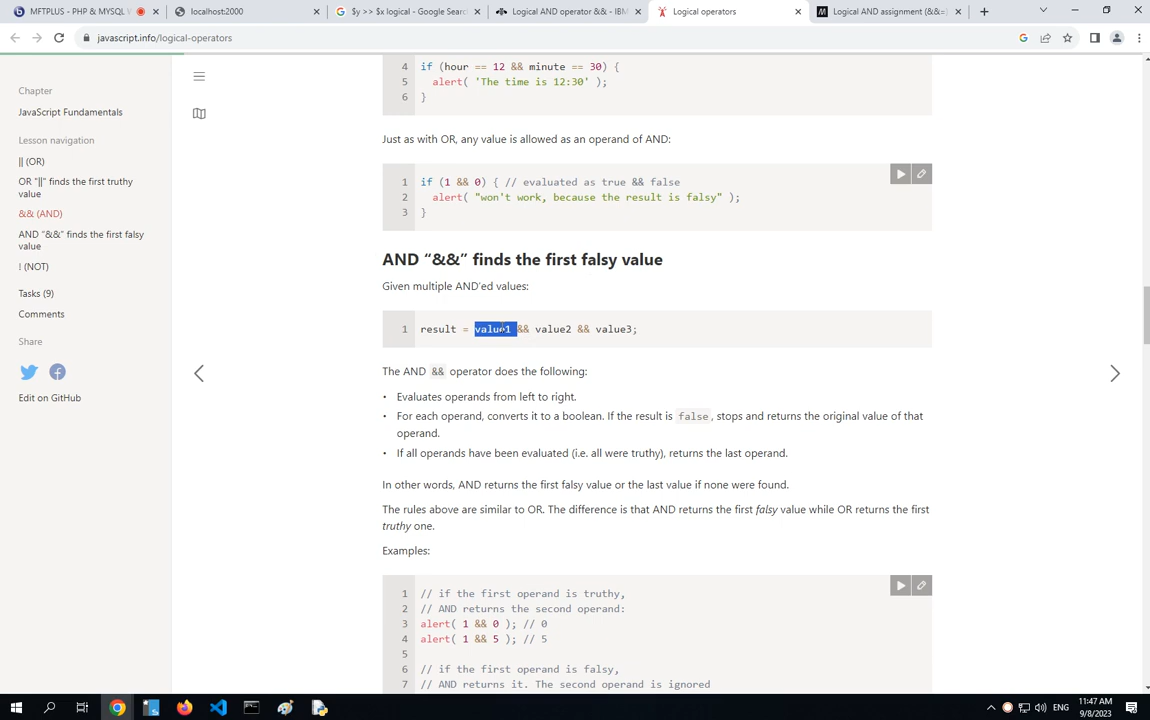 MFTPLUS - PHP & MYSQL
localhost:2000
$y >> $x logical - Google Searc
Logical AND operator && - IBM
Logical operators
Logical AND assignment (&&=)
javascript.info/logical-operators
Chapter
JavaScript Fundamentals
Lesson navigation
|| (OR)
OR "||" finds the first truthy
value
&& (AND)
AND “&&” finds the first falsy
value
! (NOT)
Tasks (9)
Comments
Share
Edit on GitHub
4 if (hour == 12 && minute == 30) {
5 alert( 'The time is 12:30' );
6 }
Just as with OR, any value is allowed as an operand of AND:
1 if (1 && 0) { // evaluated as true && false
2 alert( "won't work, because the result is falsy" );
3 }
AND “&&” finds the first falsy value
Given multiple AND’ed values:
1 result = value1 && value2 && value3;
The AND && operator does the following:
• Evaluates operands from left to right.
• For each operand, converts it to a boolean. If the result is false, stops and returns the original value of that
operand.
• If all operands have been evaluated (i.e. all were truthy), returns the last operand.
In other words, AND returns the first falsy value or the last value if none were found.
The rules above are similar to OR. The difference is that AND returns the first falsy value while OR returns the first
truthy one.
Examples:
1 // if the first operand is truthy,
2 // AND returns the second operand:
3 alert( 1 && 0 ); // 0
4 alert( 1 && 5 ); // 5
5
6 // if the first operand is falsy,
7 // AND returns it. The second operand is ignored
ENG
11:47 AM
9/8/2023